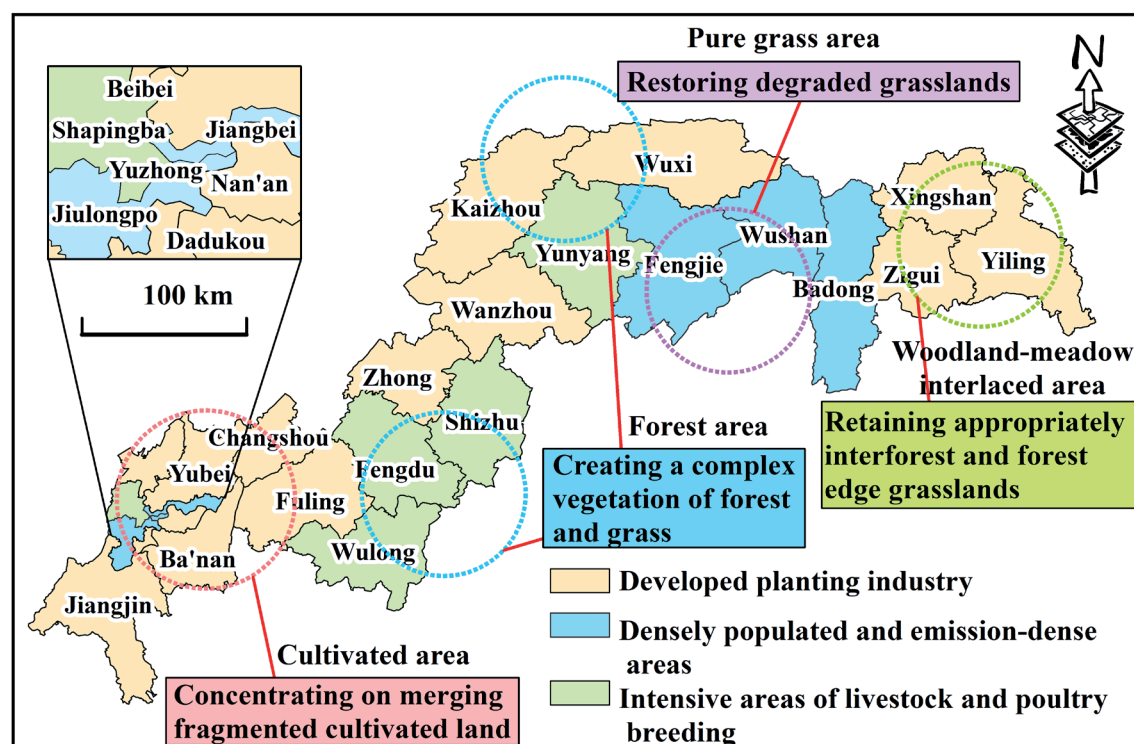 Pure grass area
Restoring degraded grasslands
N
Beibei
Shapingba
Jiangbei
Yuzhong
Nan'an
Jiulongpo
Dadukou
100 km
Wuxi
Kaizhou
Xingshan
Yunyang
Fengjie
Wushan
Badong
Zigui
Yiling
Wanzhou
Zhong
Shizhu
Changshou
Yubei
Fengdu
Fuling
Wulong
Ba'nan
Jiangjin
Woodland-meadow
interlaced area
Retaining appropriately
interforest and forest
edge grasslands
Forest area
Creating a complex
vegetation of forest
and grass
Cultivated area
Concentrating on merging
fragmented cultivated land
Developed planting industry
Densely populated and emission-dense
areas
Intensive areas of livestock and poultry
breeding